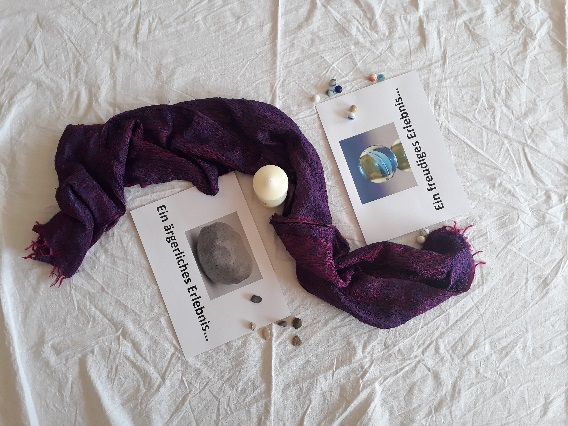 Ein ärgerliches Erlebnis...
Ein freudiges Erlebnis...